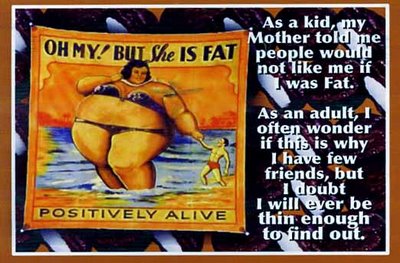 OH MY! BUT She IS FAT
POSITIVELY ALIVE
As a kid, my
Mother told me
people would
not like me if
I was Fat.
As an adult, I
often wonder
if this is why
I have few
friends, but
I doubt
I will ever be
thin enough
to find out.